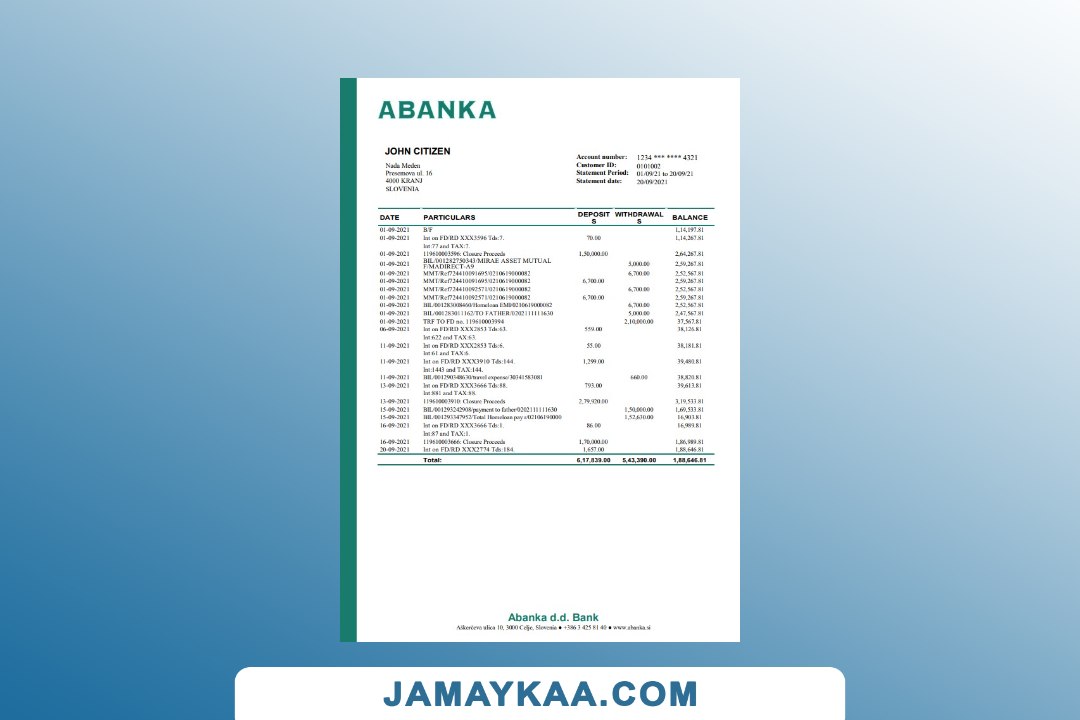 ABANKA
JOHN CITIZEN
Nada Meden
Presernova ul. 16
4000 KRANJ
SLOVENIA
Account number: 1234 *** **** 4321
Customer ID: 0101002
Statement Period: 01/09/21 to 20/09/21
Statement date: 20/09/2021
DATE PARTICULARS DEPOSITS WITHDRAWALS BALANCE
01-09-2021 B/F 1,14,197.81
01-09-2021 Int on FD/RD XXX3596 Tds:7. 70.00 1,14,267.81
Int:77 and TAX:7.
01-09-2021 119610003596: Closure Proceeds 1,50,000.00 2,64,267.81
01-09-2021 BIL/001282750343/MIRAE ASSET MUTUAL F/MADIRECT-A9 5,000.00 2,59,267.81
01-09-2021 MMT/Ref724410091695/0210619000082 6,700.00 2,52,567.81
01-09-2021 MMT/Ref724410091695/0210619000082 6,700.00 2,59,267.81
01-09-2021 MMT/Ref724410092571/0210619000082 6,700.00 2,52,567.81
01-09-2021 MMT/Ref724410092571/0210619000082 6,700.00 2,59,267.81
01-09-2021 BIL/001283008460/Homeloan EMI/0210619000082 6,700.00 2,52,567.81
01-09-2021 BIL/001283011162/TO FATHER/0202111111630 5,000.00 2,47,567.81
01-09-2021 TRF TO FD no. 119610003994 2,10,000.00 37,567.81
06-09-2021 Int on FD/RD XXX2853 Tds:63. 559.00 38,126.81
Int:622 and TAX:63.
11-09-2021 Int on FD/RD XXX2853 Tds:6. 55.00 38,181.81
Int:61 and TAX:6.
11-09-2021 Int on FD/RD XXX3910 Tds:144. 1,299.00 39,480.81
Int:1443 and TAX:144.
11-09-2021 BIL/001290348630/travel expense/30341583081 660.00 38,820.81
13-09-2021 Int on FD/RD XXX3666 Tds:88. 793.00 39,613.81
Int:881 and TAX:88.
13-09-2021 119610003910: Closure Proceeds 2,79,920.00 3,19,533.81
15-09-2021 BIL/001293242908/payment to father/0202111111630 1,50,000.00 1,69,533.81
15-09-2021 BIL/001293347952/Total Homeloan pay s/02106190000 1,52,630.00 16,903.81
16-09-2021 Int on FD/RD XXX3666 Tds:1. 86.00 16,989.81
Int:87 and TAX:1.
16-09-2021 119610003666: Closure Proceeds 1,70,000.00 1,86,989.81
20-09-2021 Int on FD/RD XXX2774 Tds:184. 1,657.00 1,88,646.81
Total: 6,17,839.00 5,43,390.00 1,88,646.81
Abanka d.d. Bank
Aškerčeva ulica 10, 3000 Celje, Slovenia ● +386 3 425 81 40 ● www.abanka.si
JAMAYKAA.COM